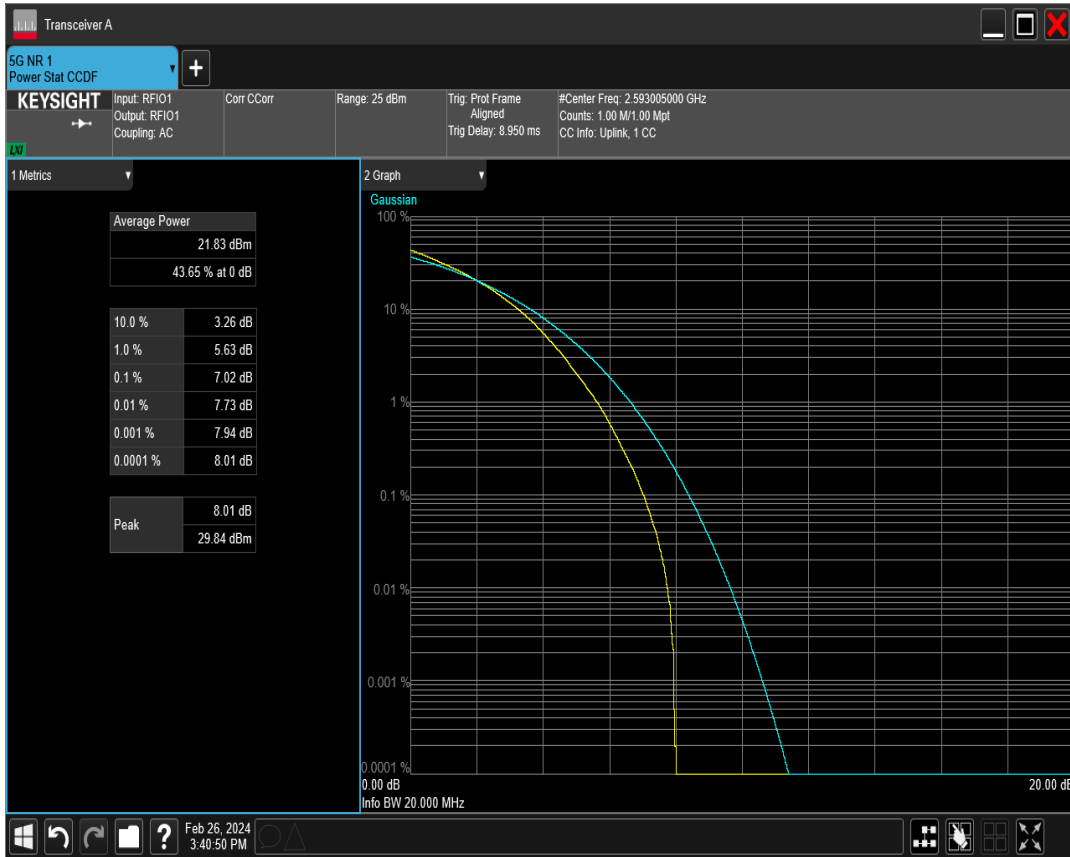 Transceiver A
5G NR 1
Power Stat CCDF
KEYSIGHT
LXI
Input: RFIO1
Output: RFIO1
Coupling: AC
Corr CCorr
Range: 25 dBm
Trig: Prot Frame
Aligned
Trig Delay: 8.950 ms
#Center Freq: 2.593005000 GHz
Counts: 1.00 M/1.00 Mpt
CC Info: Uplink, 1 CC
1 Metrics
Average Power
21.83 dBm
43.65 % at 0 dB
10.0 % 3.26 dB
1.0 % 5.63 dB
0.1 % 7.02 dB
0.01 % 7.73 dB
0.001 % 7.94 dB
0.0001 % 8.01 dB
Peak
8.01 dB
29.84 dBm
2 Graph
Gaussian
100 %
10 %
1 %
0.1 %
0.01 %
0.001 %
0.0001 %
0.00 dB
20.00 dB
Info BW 20.000 MHz
?
Feb 26, 2024
3:40:50 PM